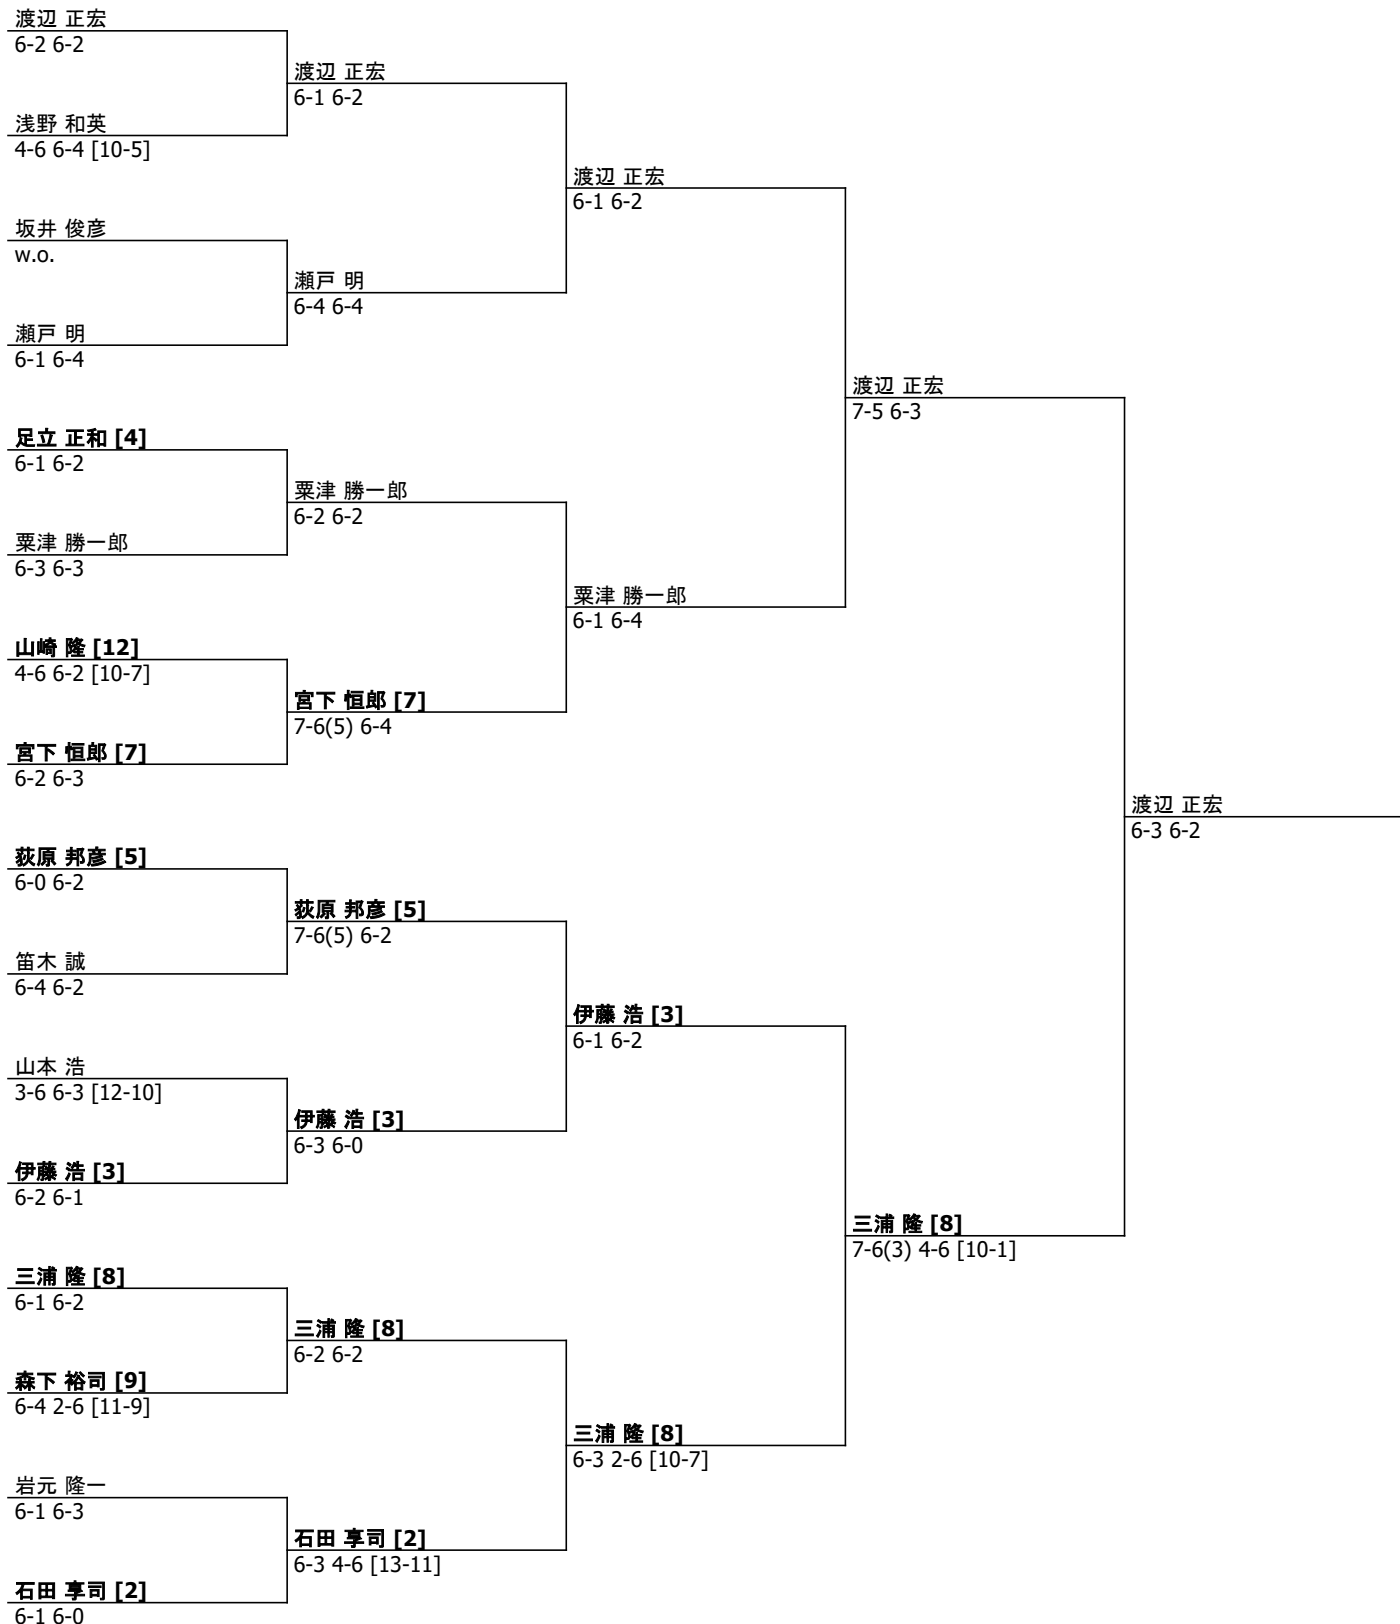 渡辺 正宏
6-2 6-2
渡辺 正宏
6-1 6-2
浅野 和英
4-6 6-4 [10-5]
渡辺 正宏
6-1 6-2
坂井 俊彦
w.o.
瀬戸 明
6-4 6-4
瀬戸 明
6-1 6-4
渡辺 正宏
7-5 6-3
足立 正和 [4]
6-1 6-2
粟津 勝一郎
6-2 6-2
粟津 勝一郎
6-3 6-3
粟津 勝一郎
6-1 6-4
山崎 隆 [12]
4-6 6-2 [10-7]
宮下 恒郎 [7]
7-6(5) 6-4
宮下 恒郎 [7]
6-2 6-3
渡辺 正宏
6-3 6-2
荻原 邦彦 [5]
6-0 6-2
荻原 邦彦 [5]
7-6(5) 6-2
笛木 誠
6-4 6-2
伊藤 浩 [3]
6-1 6-2
山本 浩
3-6 6-3 [12-10]
伊藤 浩 [3]
6-3 6-0
伊藤 浩 [3]
6-2 6-1
三浦 隆 [8]
7-6(3) 4-6 [10-1]
三浦 隆 [8]
6-1 6-2
三浦 隆 [8]
6-2 6-2
森下 裕司 [9]
6-4 2-6 [11-9]
三浦 隆 [8]
6-3 2-6 [10-7]
岩元 隆一
6-1 6-3
石田 享司 [2]
6-3 4-6 [13-11]
石田 享司 [2]
6-1 6-0